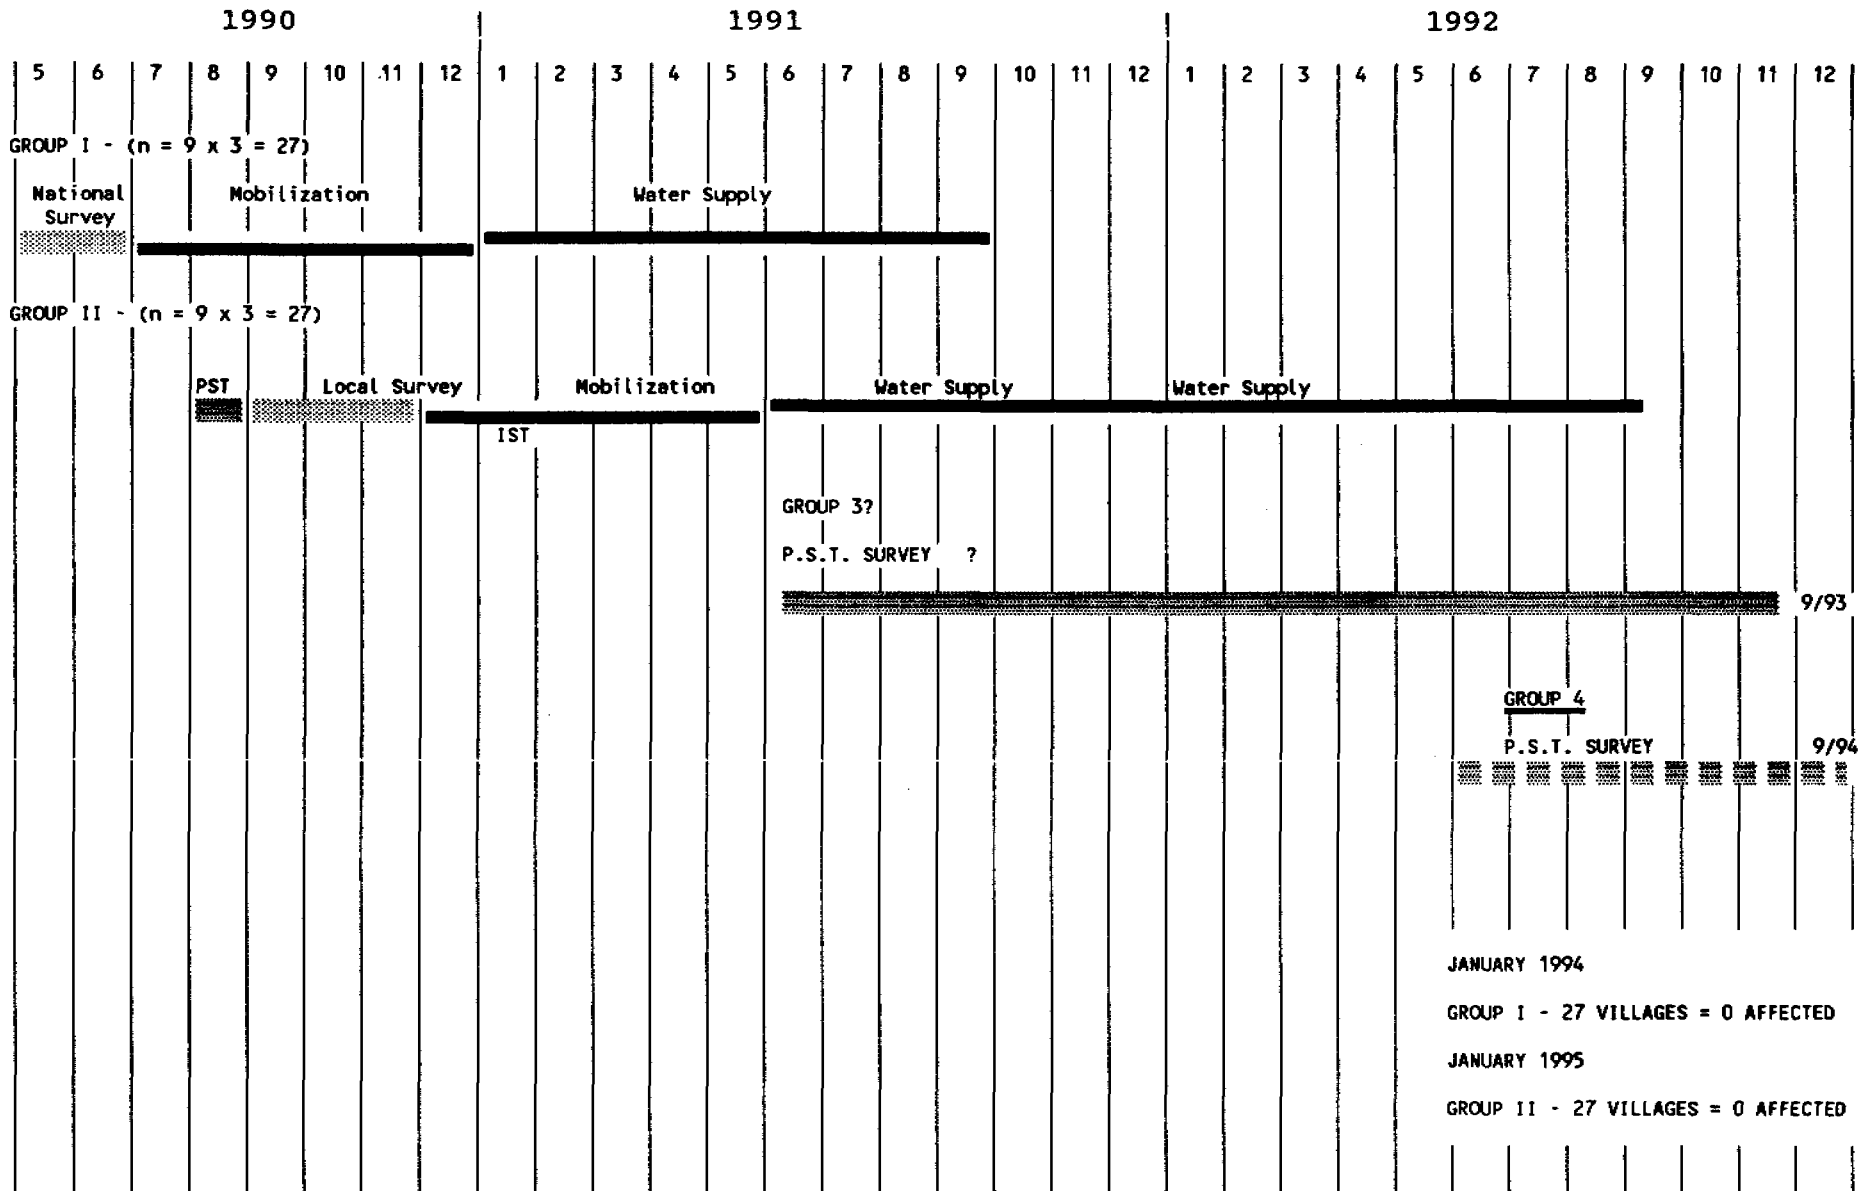 1990 1991 1992
5 6 7 8 9 10 11 12 1 2 3 4 5 6 7 8 9 10 11 12 1 2 3 4 5 6 7 8 9 10 11 12
GROUP I - (n = 9 x 3 = 27)
National Mobilization Water Supply
Survey
GROUP II - (n = 9 x 3 = 27)
PST Local Survey Mobilization Water Supply Water Supply
IST
GROUP 3?
P.S.T. SURVEY ?
9/93
GROUP 4
P.S.T. SURVEY 9/94
JANUARY 1994
GROUP I - 27 VILLAGES = 0 AFFECTED
JANUARY 1995
GROUP II - 27 VILLAGES = 0 AFFECTED